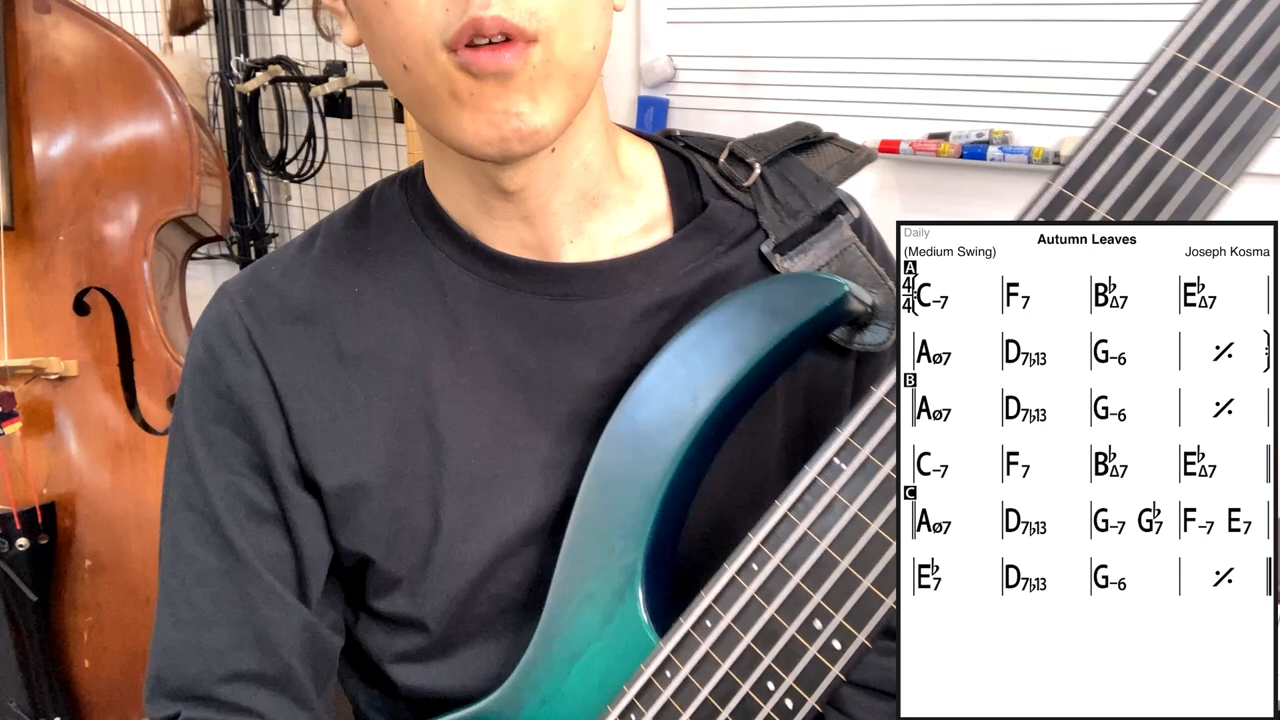 Daily
Autumn Leaves
(Medium Swing)
Joseph Kosma
A
4/4 C–7 F7 B♭Δ7 E♭Δ7
Aø7 D7♭13 G–6 ٪
B
Aø7 D7♭13 G–6 ٪
C–7 F7 B♭Δ7 E♭Δ7
C
Aø7 D7♭13 G–7 G♭7 F–7 E7
E♭7 D7♭13 G–6 ٪